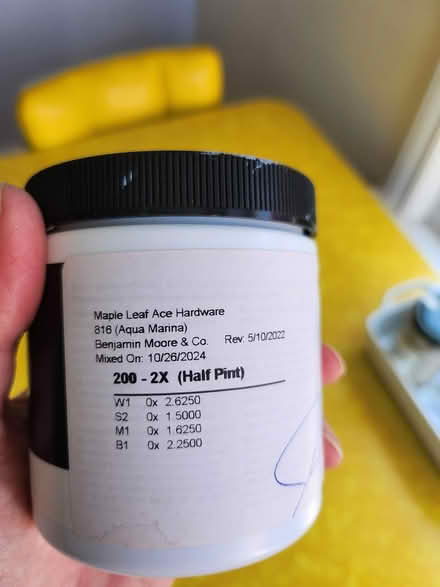 Maple Leaf Ace Hardware
816 (Aqua Marina)
Benjamin Moore & Co. Rev: 5/10/2022
Mixed On: 10/26/2024
200 - 2X (Half Pint)
W1 0x 2.6250
S2 0x 1.5000
M1 0x 1.6250
B1 0x 2.2500